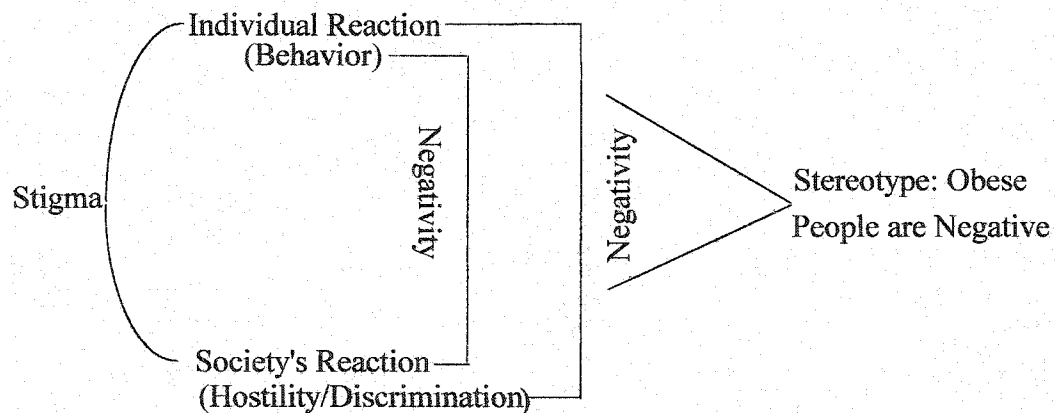 Individual Reaction
(Behavior)
Stigma
Negativity
Negativity
Stereotype: Obese
People are Negative
Society's Reaction
(Hostility/Discrimination)